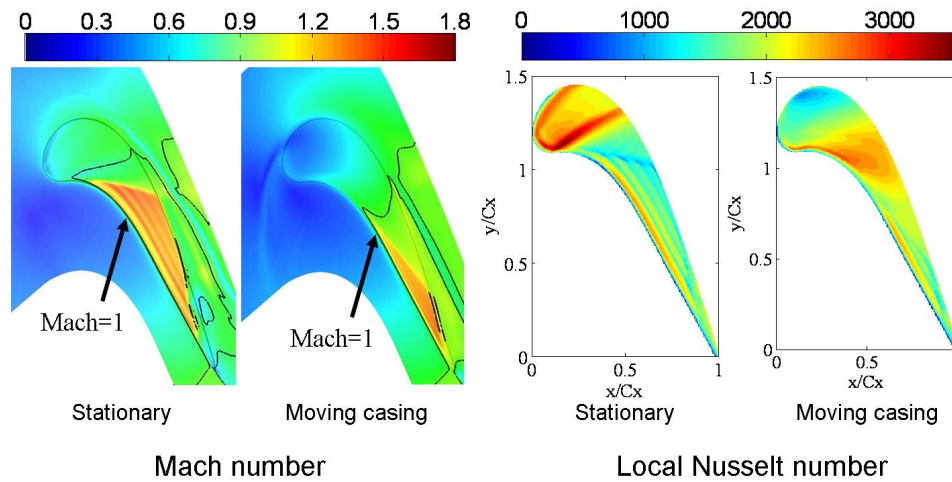 0 0.3 0.6 0.9 1.2 1.5 1.8
0 1000 2000 3000
Mach=1
Mach=1
1.5
1
0.5
0
y/Cx
0 0.5 1
x/Cx
1.5
1
0.5
0
y/Cx
0 0.5
x/Cx
Stationary
Moving casing
Stationary
Moving casing
Mach number
Local Nusselt number